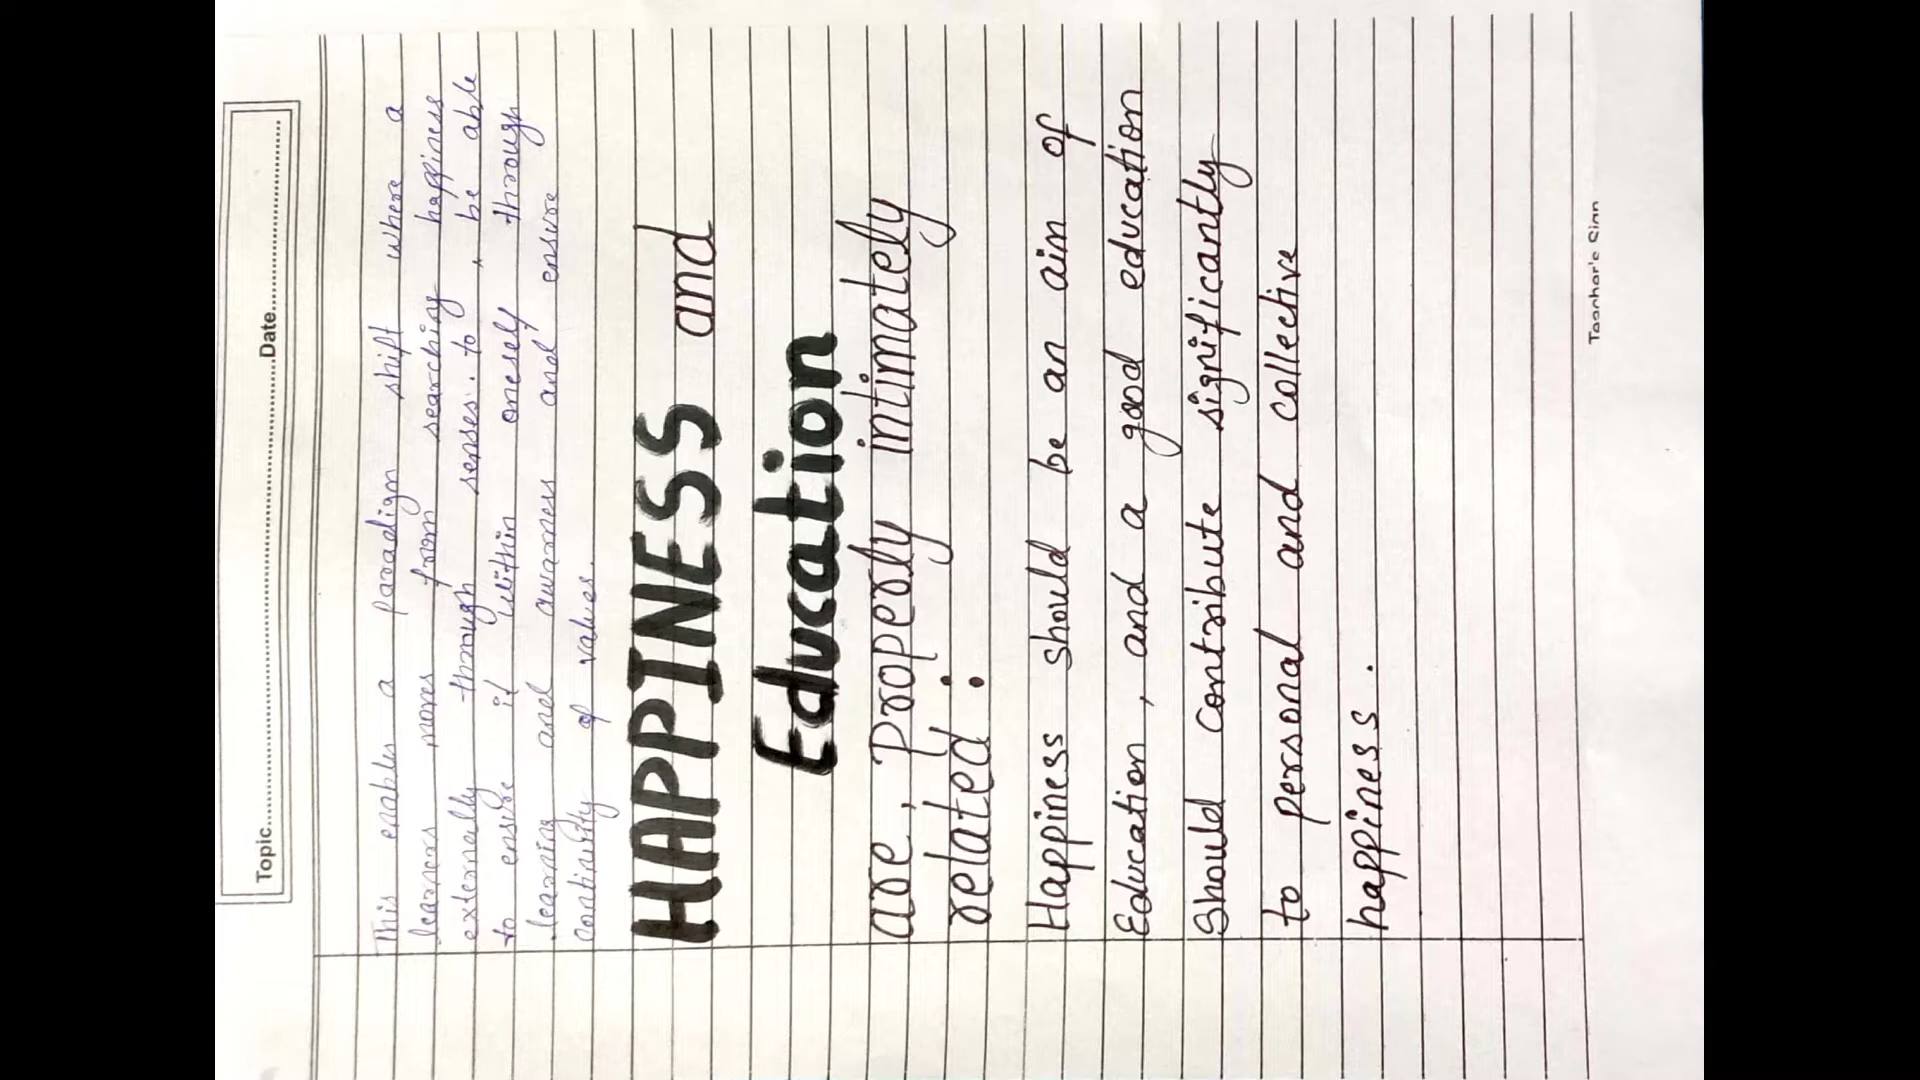 Topic..........Date..........
This enables a paradign shift where a
learners moves from searching happiness
externally through senses. to, be able
to ensure it within oneself through
learning and awarness and ensure
continuity of values.
HAPPINESS and
Education
are, properly intimately
related :
Happiness should be an aim of
Education, and a good education
Should contribute significantly
to personal and collective
happiness.
Teacher's Sign